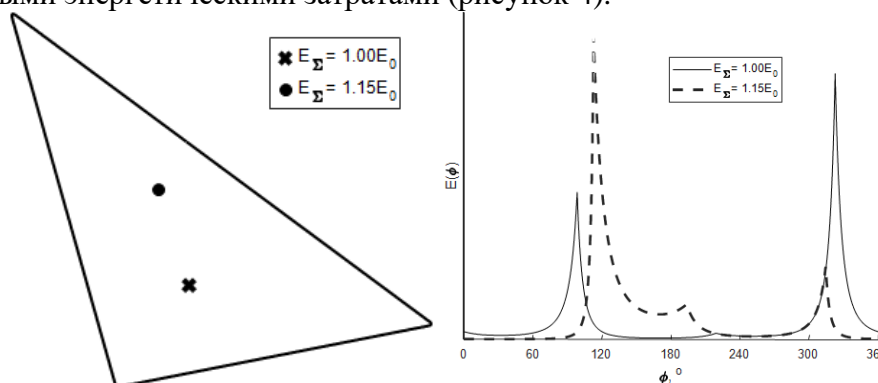 ыми энергетическими затратами (рисунок 4).
E_Σ = 1.00E_0
E_Σ = 1.15E_0
E(ϕ)
E_Σ = 1.00E_0
E_Σ = 1.15E_0
0 60 120 180 240 300 36
ϕ, °